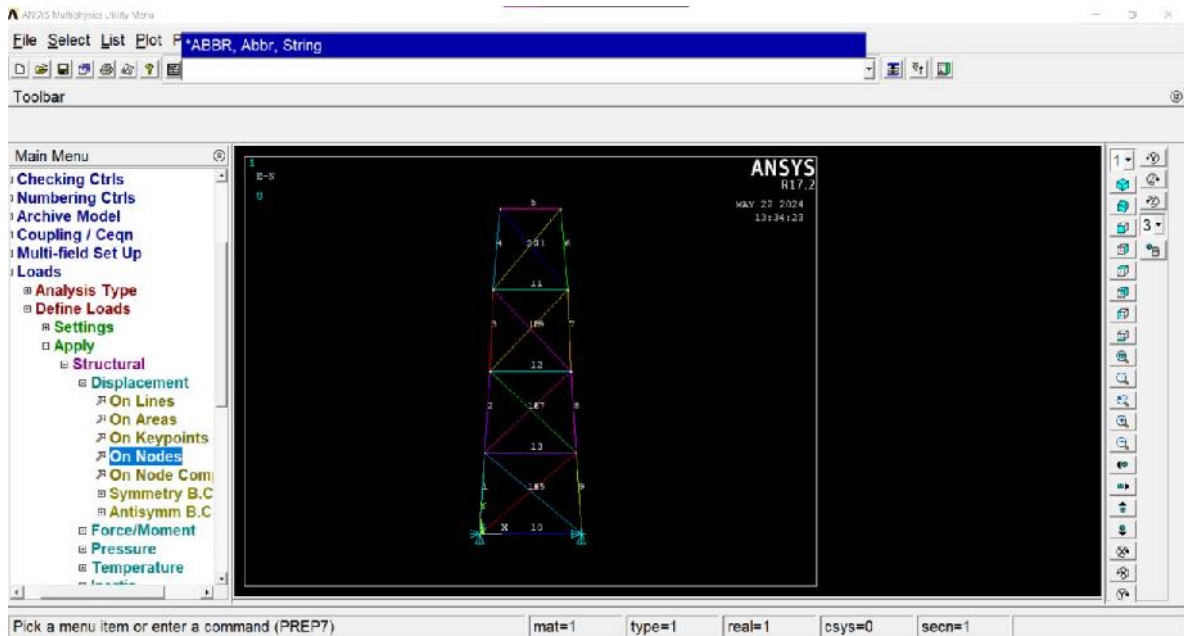 ANSYS Multiphysics Utility Menu
File Select List Plot P
*ABBR, Abbr, String
Toolbar
Main Menu
Checking Ctrls
Numbering Ctrls
Archive Model
Coupling / Ceqn
Multi-field Set Up
Loads
Analysis Type
Define Loads
Settings
Apply
Structural
Displacement
On Lines
On Areas
On Keypoints
On Nodes
On Node Com
Symmetry B.C
Antisymm B.C
Force/Moment
Pressure
Temperature
1
E-N
U
ANSYS
R17.2
MAY 22 2024
13:34:23
5
4 6
11
3 7
12
2 8
13
1 9
Y
X 10
1
3
Pick a menu item or enter a command (PREP7)
mat=1
type=1
real=1
csys=0
secn=1